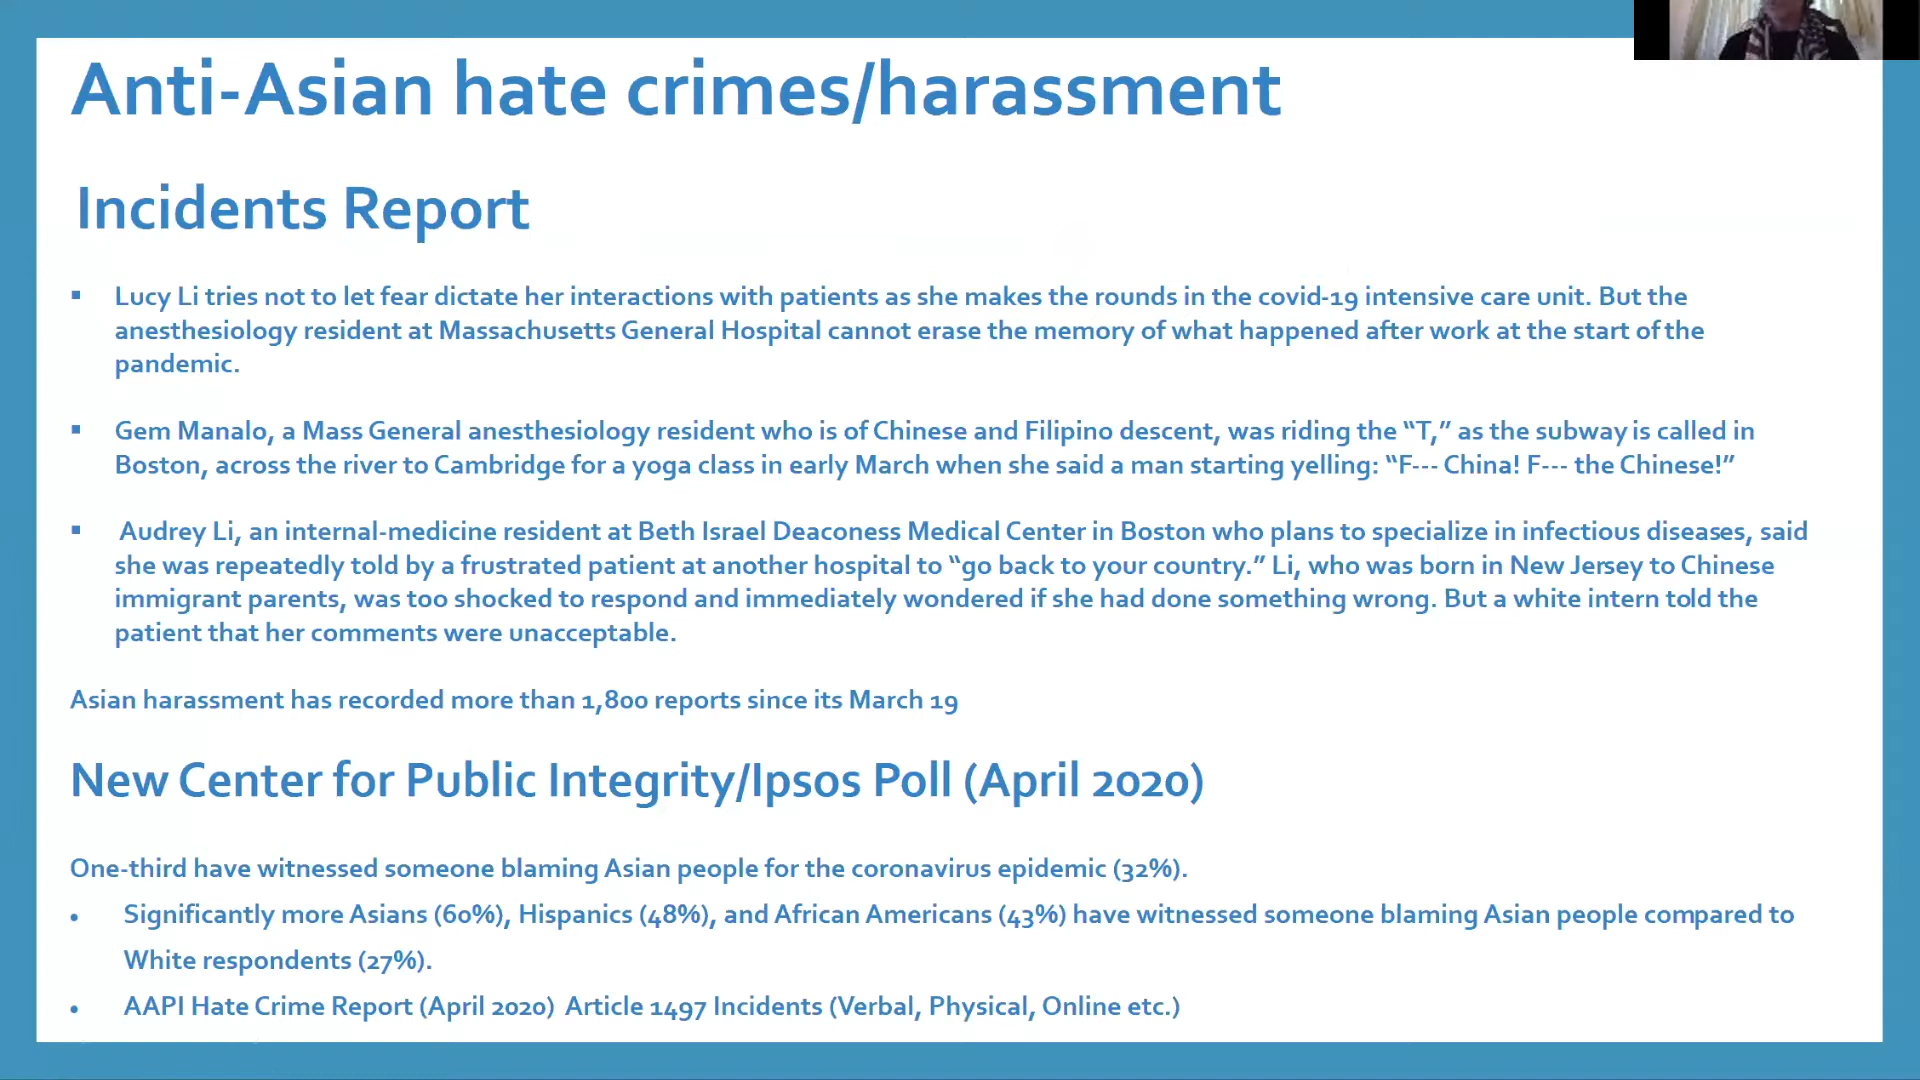 Anti-Asian hate crimes/harassment
Incidents Report
▪ Lucy Li tries not to let fear dictate her interactions with patients as she makes the rounds in the covid-19 intensive care unit. But the
anesthesiology resident at Massachusetts General Hospital cannot erase the memory of what happened after work at the start of the
pandemic.
▪ Gem Manalo, a Mass General anesthesiology resident who is of Chinese and Filipino descent, was riding the “T,” as the subway is called in
Boston, across the river to Cambridge for a yoga class in early March when she said a man starting yelling: “F--- China! F--- the Chinese!”
▪ Audrey Li, an internal-medicine resident at Beth Israel Deaconess Medical Center in Boston who plans to specialize in infectious diseases, said
she was repeatedly told by a frustrated patient at another hospital to “go back to your country.” Li, who was born in New Jersey to Chinese
immigrant parents, was too shocked to respond and immediately wondered if she had done something wrong. But a white intern told the
patient that her comments were unacceptable.
Asian harassment has recorded more than 1,800 reports since its March 19
New Center for Public Integrity/Ipsos Poll (April 2020)
One-third have witnessed someone blaming Asian people for the coronavirus epidemic (32%).
• Significantly more Asians (60%), Hispanics (48%), and African Americans (43%) have witnessed someone blaming Asian people compared to
White respondents (27%).
• AAPI Hate Crime Report (April 2020) Article 1497 Incidents (Verbal, Physical, Online etc.)